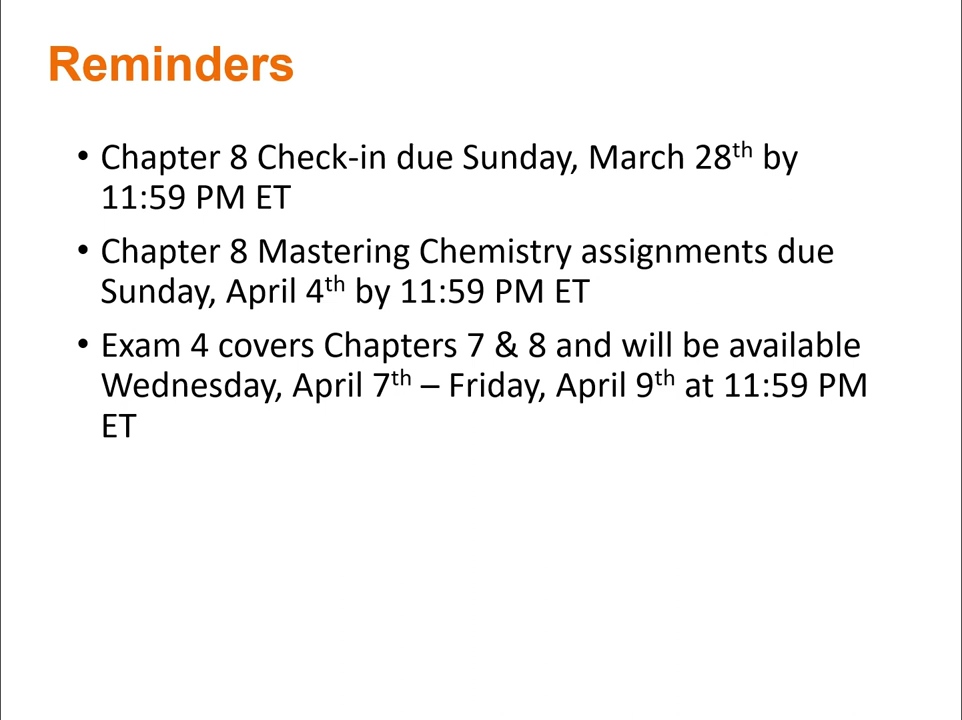 Reminders
• Chapter 8 Check-in due Sunday, March 28th by
11:59 PM ET
• Chapter 8 Mastering Chemistry assignments due
Sunday, April 4th by 11:59 PM ET
• Exam 4 covers Chapters 7 & 8 and will be available
Wednesday, April 7th – Friday, April 9th at 11:59 PM
ET